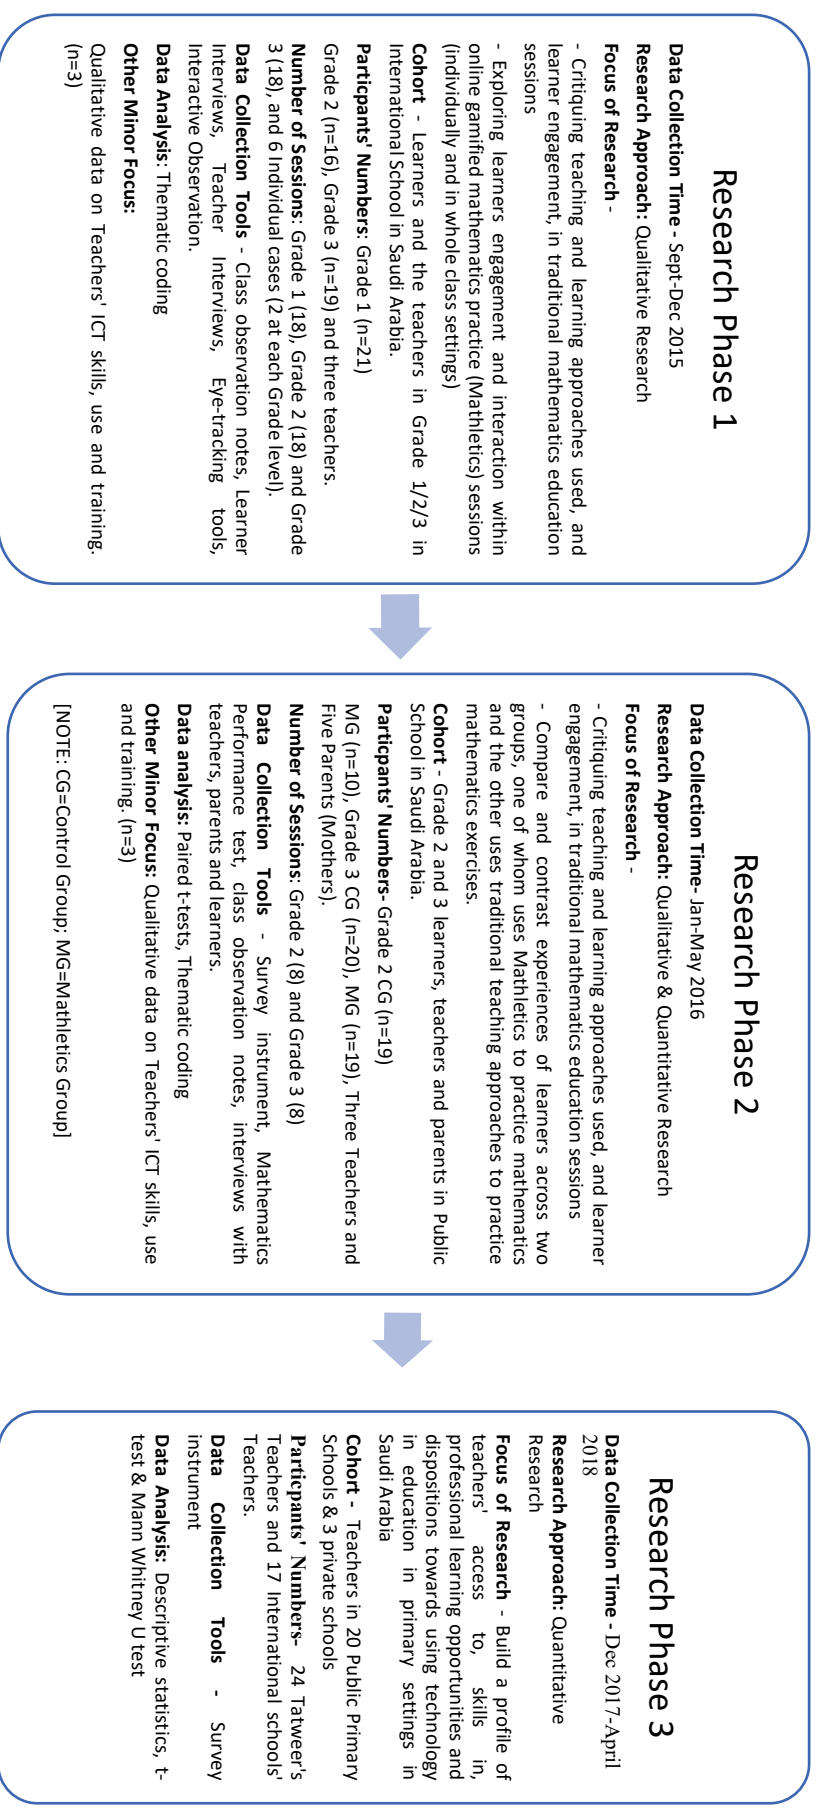 Research Phase 1
Data Collection Time - Sept-Dec 2015
Research Approach: Qualitative Research
Focus of Research -
- Critiquing teaching and learning approaches used, and
learner engagement, in traditional mathematics education
sessions
- Exploring learners engagement and interaction within
online gamified mathematics practice (Mathletics) sessions
(individually and in whole class settings)
Cohort - Learners and the teachers in Grade 1/2/3 in
International School in Saudi Arabia.
Particpants' Numbers: Grade 1 (n=21)
Grade 2 (n=16), Grade 3 (n=19) and three teachers.
Number of Sessions: Grade 1 (18), Grade 2 (18) and Grade
3 (18), and 6 Individual cases (2 at each Grade level).
Data Collection Tools - Class observation notes, Learner
Interviews, Teacher Interviews, Eye-tracking tools,
Interactive Observation.
Data Analysis: Thematic coding
Other Minor Focus:
Qualitative data on Teachers' ICT skills, use and training.
(n=3)
Research Phase 2
Data Collection Time- Jan-May 2016
Research Approach: Qualitative & Quantitative Research
Focus of Research -
- Critiquing teaching and learning approaches used, and learner
engagement, in traditional mathematics education sessions
- Compare and contrast experiences of learners across two
groups, one of whom uses Mathletics to practice mathematics
and the other uses traditional teaching approaches to practice
mathematics exercises.
Cohort - Grade 2 and 3 learners, teachers and parents in Public
School in Saudi Arabia.
Particpants' Numbers- Grade 2 CG (n=19)
MG (n=10), Grade 3 CG (n=20), MG (n=19), Three Teachers and
Five Parents (Mothers).
Number of Sessions: Grade 2 (8) and Grade 3 (8)
Data Collection Tools - Survey instrument, Mathematics
Performance test, class observation notes, interviews with
teachers, parents and learners.
Data analysis: Paired t-tests, Thematic coding
Other Minor Focus: Qualitative data on Teachers' ICT skills, use
and training. (n=3)
[NOTE: CG=Control Group; MG=Mathletics Group]
Research Phase 3
Data Collection Time - Dec 2017-April
2018
Research Approach: Quantitative
Research
Focus of Research - Build a profile of
teachers' access to, skills in,
professional learning opportunities and
dispositions towards using technology
in education in primary settings in
Saudi Arabia
Cohort - Teachers in 20 Public Primary
Schools & 3 private schools
Particpants' Numbers- 24 Tatweer's
Teachers and 17 International schools'
Teachers.
Data Collection Tools - Survey
instrument
Data Analysis: Descriptive statistics, t-
test & Mann Whitney U test